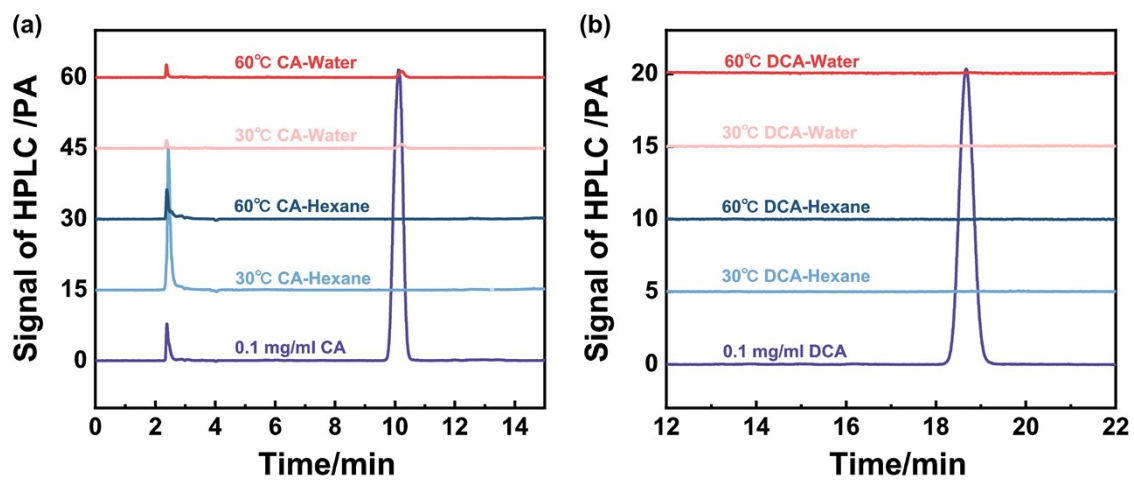 (a)
Signal of HPLC /PA
60
45
30
15
0
60℃ CA-Water
30℃ CA-Water
60℃ CA-Hexane
30℃ CA-Hexane
0.1 mg/ml CA
0 2 4 6 8 10 12 14
Time/min
(b)
Signal of HPLC /PA
20
15
10
5
0
60℃ DCA-Water
30℃ DCA-Water
60℃ DCA-Hexane
30℃ DCA-Hexane
0.1 mg/ml DCA
12 14 16 18 20 22
Time/min